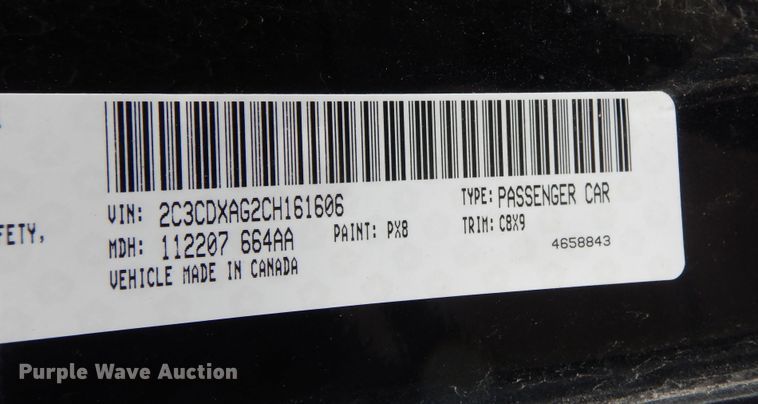 VIN: 2C3CDXAG2CH161606 TYPE: PASSENGER CAR
FETY, MDH: 112207 664AA PAINT: PX8 TRIM: C8X9
VEHICLE MADE IN CANADA 4658843
Purple Wave Auction